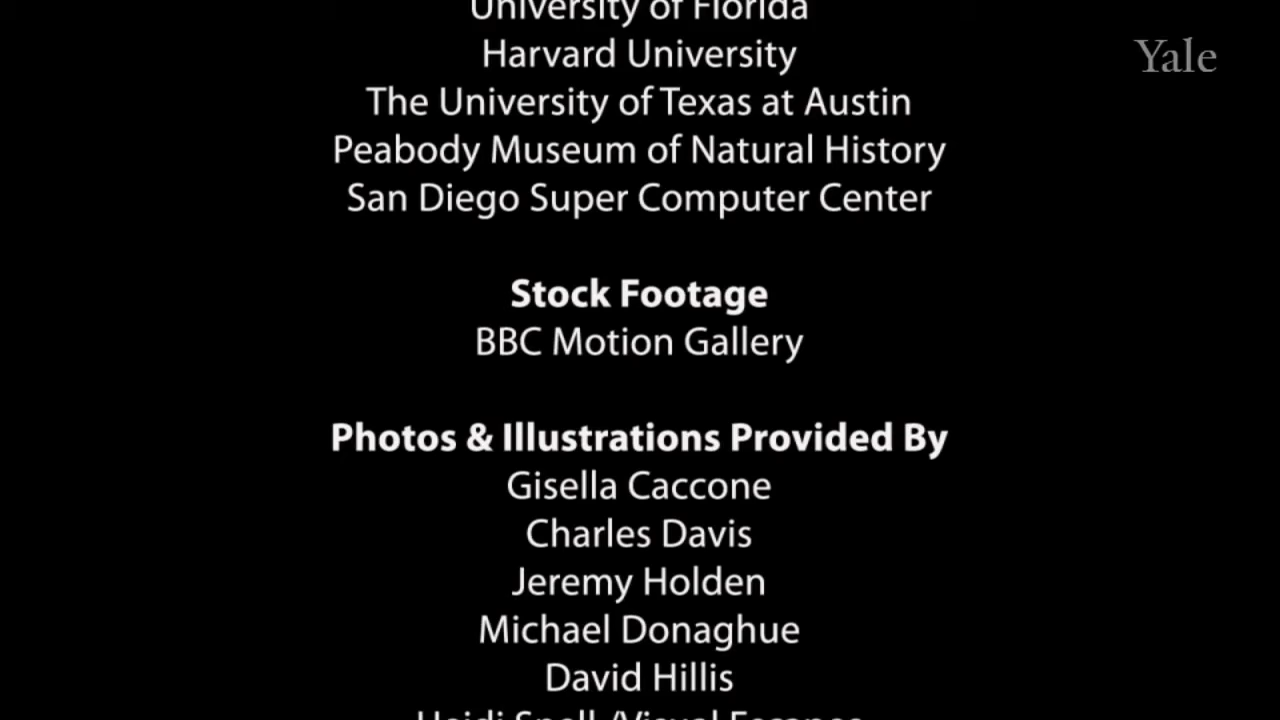 University of Florida
Harvard University
Yale
The University of Texas at Austin
Peabody Museum of Natural History
San Diego Super Computer Center
Stock Footage
BBC Motion Gallery
Photos & Illustrations Provided By
Gisella Caccone
Charles Davis
Jeremy Holden
Michael Donaghue
David Hillis